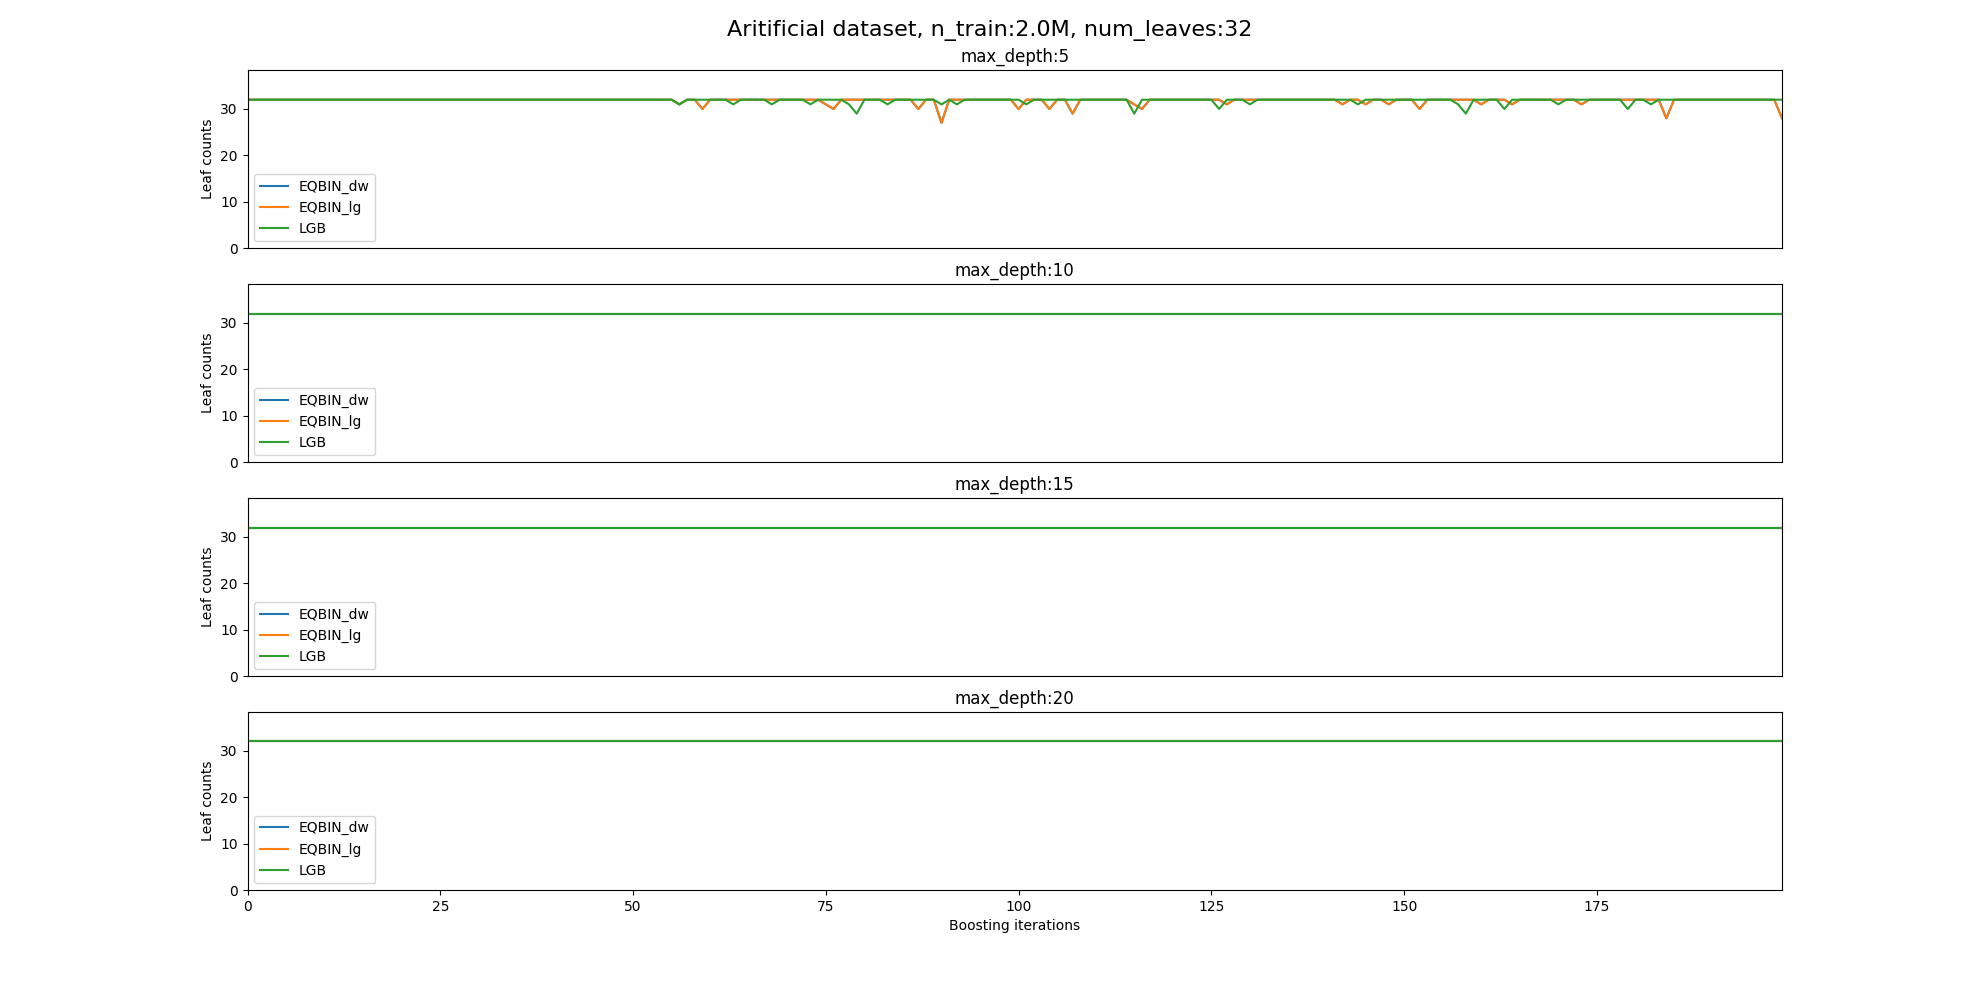 Aritificial dataset, n_train:2.0M, num_leaves:32
max_depth:5
30
20
10
0
Leaf counts
EQBIN_dw
EQBIN_lg
LGB
max_depth:10
30
20
10
0
Leaf counts
EQBIN_dw
EQBIN_lg
LGB
max_depth:15
30
20
10
0
Leaf counts
EQBIN_dw
EQBIN_lg
LGB
max_depth:20
30
20
10
0
Leaf counts
EQBIN_dw
EQBIN_lg
LGB
0 25 50 75 100 125 150 175
Boosting iterations